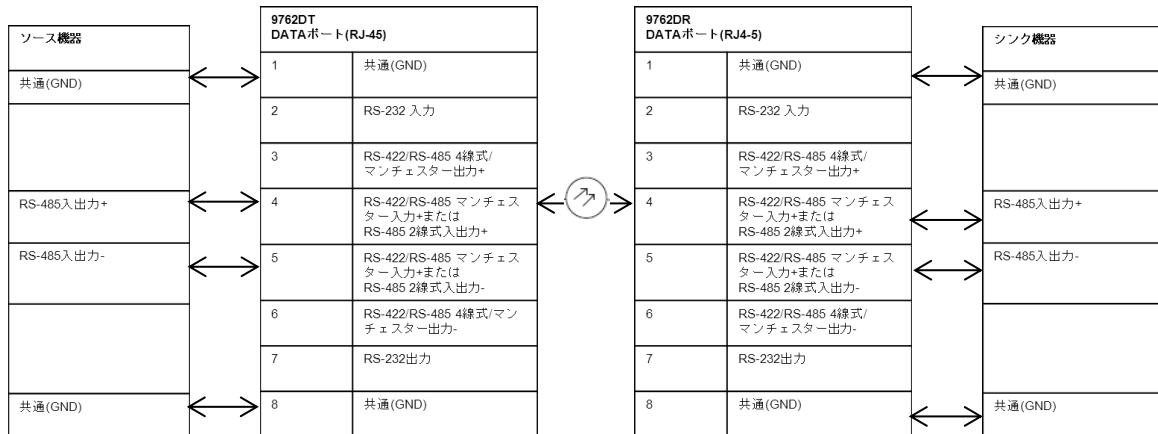 ソース機器
共通(GND)
RS-485入出力+
RS-485入出力-
共通(GND)
9762DT
DATAポート(RJ-45)
1 共通(GND)
2 RS-232 入力
3 RS-422/RS-485 4線式/
マンチェスター出力+
4 RS-422/RS-485 マンチェス
ター入力+または
RS-485 2線式入出力+
5 RS-422/RS-485 マンチェス
ター入力+または
RS-485 2線式入出力-
6 RS-422/RS-485 4線式/マン
チェスター出力-
7 RS-232出力
8 共通(GND)
9762DR
DATAポート(RJ4-5)
1 共通(GND)
2 RS-232 入力
3 RS-422/RS-485 4線式/
マンチェスター出力+
4 RS-422/RS-485 マンチェス
ター入力+または
RS-485 2線式入出力+
5 RS-422/RS-485 マンチェス
ター入力+または
RS-485 2線式入出力-
6 RS-422/RS-485 4線式/
マンチェスター出力-
7 RS-232出力
8 共通(GND)
シンク機器
共通(GND)
RS-485入出力+
RS-485入出力-
共通(GND)